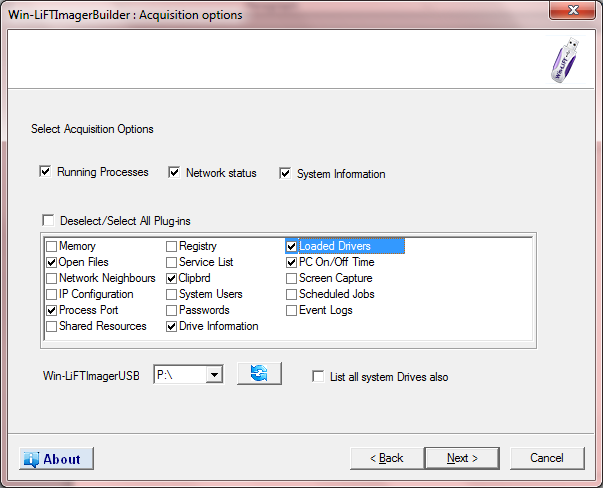 Win-LiFTImagerBuilder : Acquisition options
Win-LiFT
Select Acquisition Options
Running Processes Network status System Information
Deselect/Select All Plug-ins
Memory Registry Loaded Drivers
Open Files Service List PC On/Off Time
Network Neighbours Clipbrd Screen Capture
IP Configuration System Users Scheduled Jobs
Process Port Passwords Event Logs
Shared Resources Drive Information
Win-LiFTImagerUSB P:\ List all system Drives also
About < Back Next > Cancel